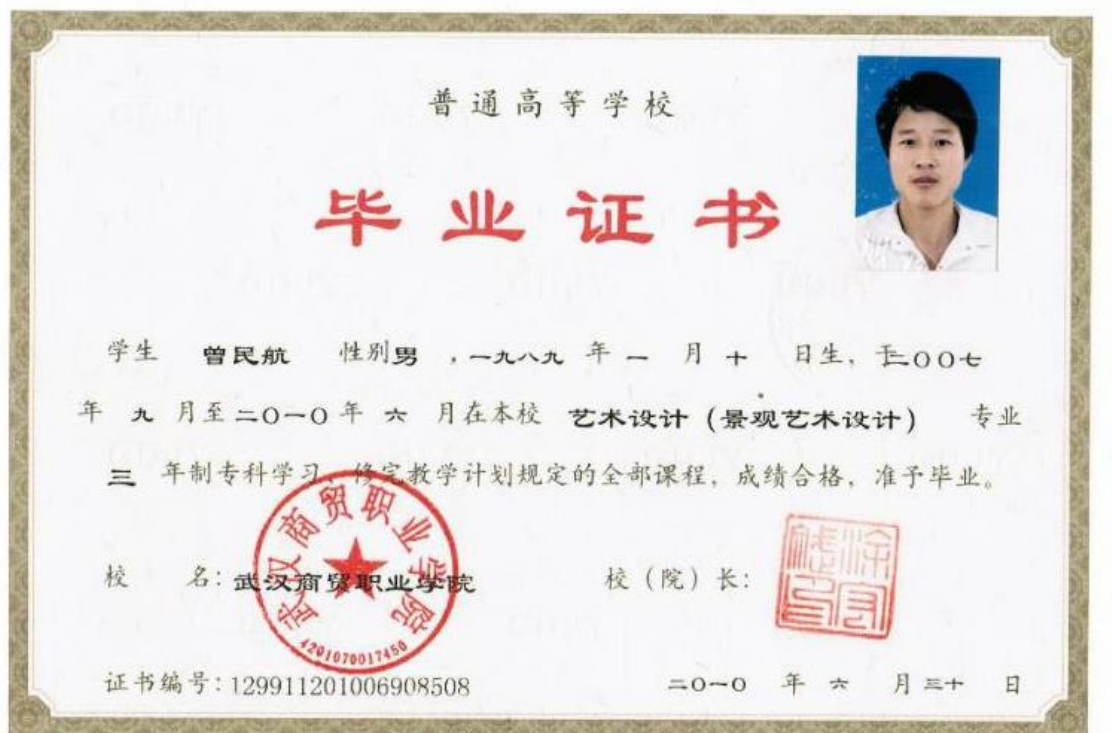 普通高等学校
毕业证书
学生 曾民航 性别男，一九八九 年 一 月 十 日生，于二〇〇七
年 九 月至二〇一〇年 六 月在本校 艺术设计（景观艺术设计） 专业
三 年制专科学习，修完教学计划规定的全部课程，成绩合格，准予毕业。
校 名：武汉商贸职业学院
校（院）长：
武汉商贸职业学院
4201070017450
证书编号：129911201006908508
二〇一〇 年 六 月 三十 日